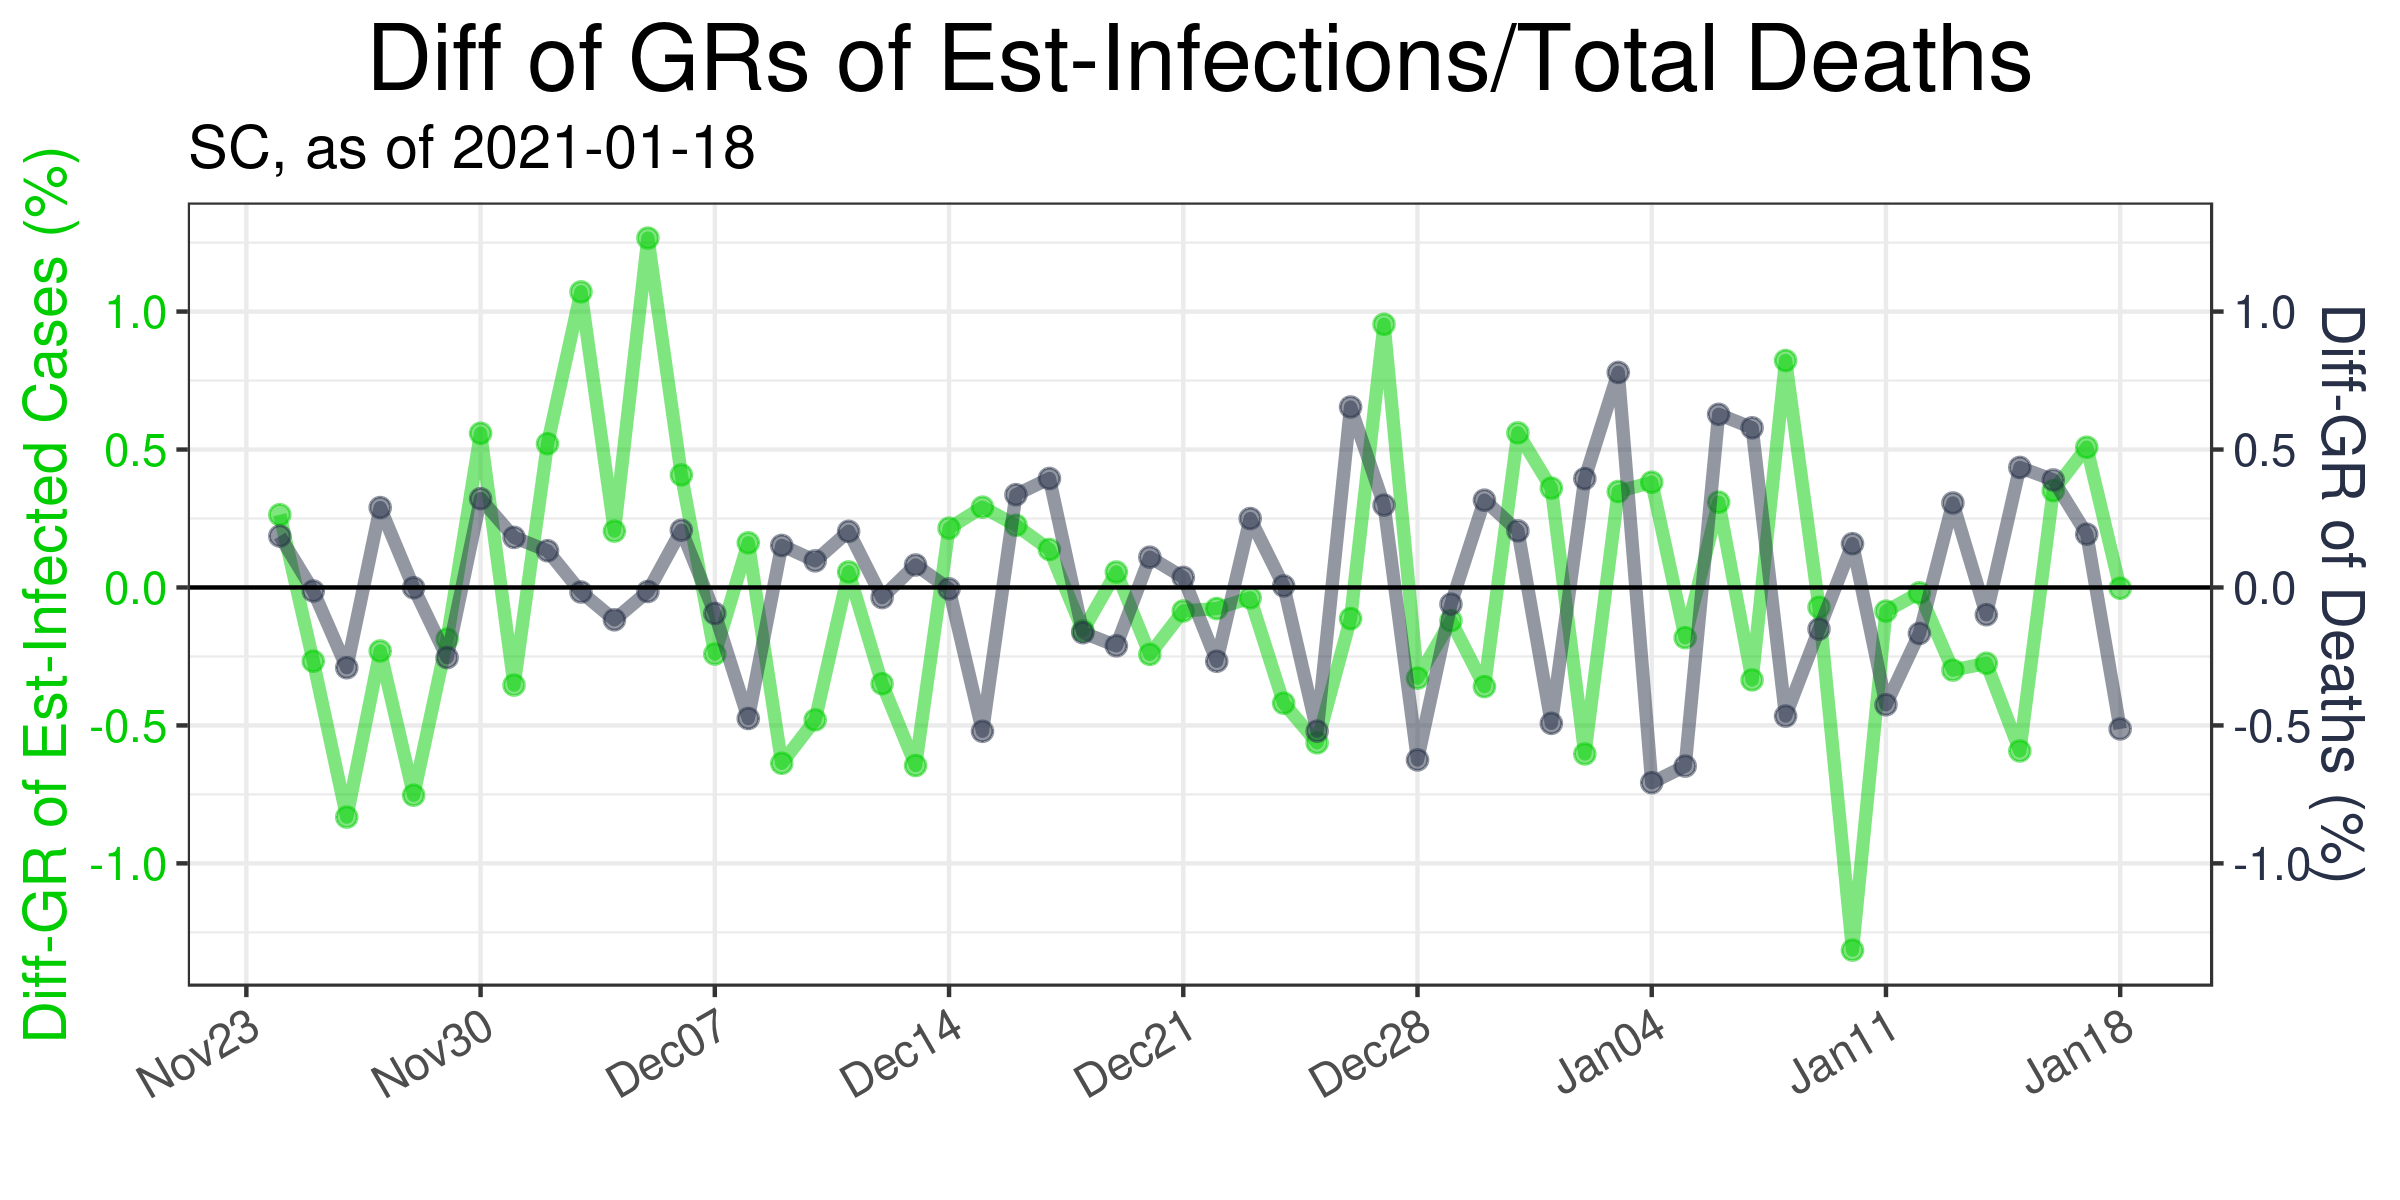 Diff of GRs of Est-Infections/Total Deaths
SC, as of 2021-01-18
Diff-GR of Est-Infected Cases (%)
1.0
0.5
0.0
-0.5
-1.0
1.0
0.5
0.0
-0.5
-1.0
Diff-GR of Deaths (%)
Nov23
Nov30
Dec07
Dec14
Dec21
Dec28
Jan04
Jan11
Jan18